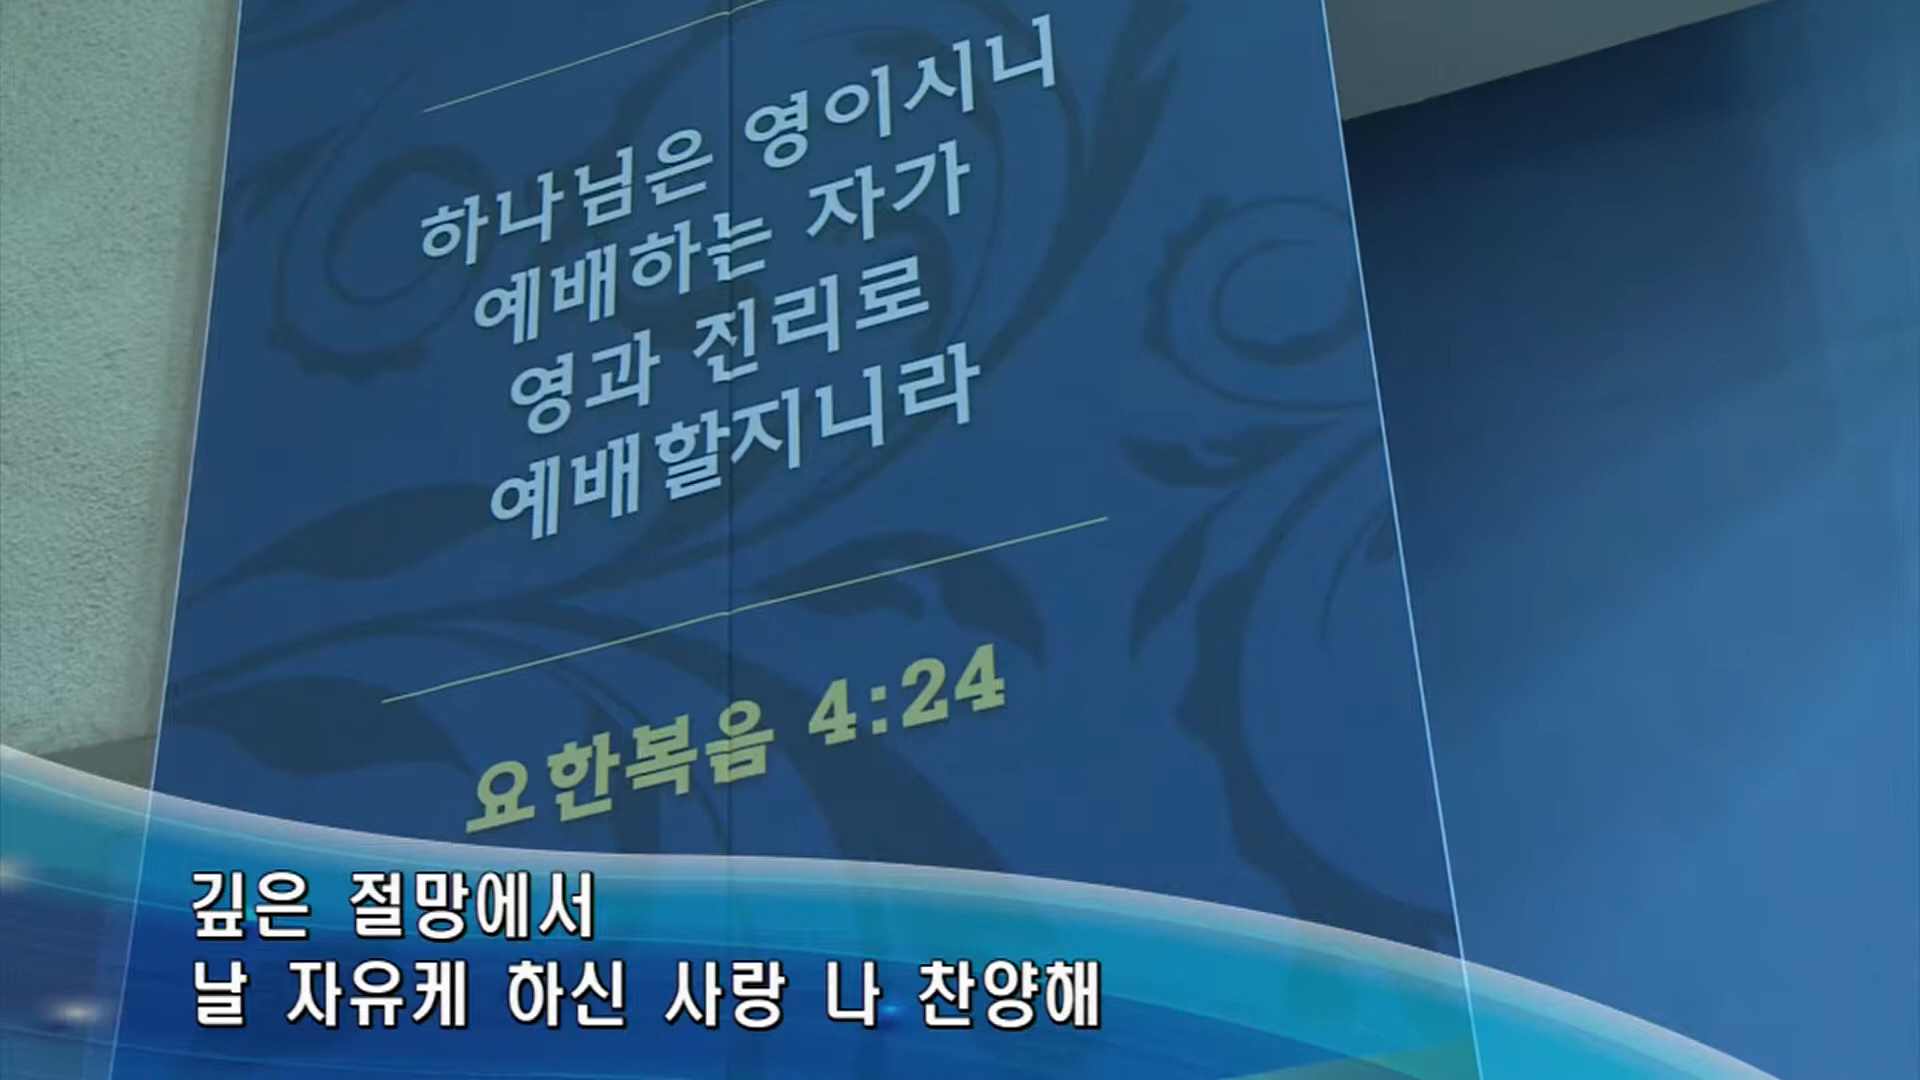 하나님은 영이시니
예배하는 자가
영과 진리로
예배할지니라
요한복음 4:24
깊은 절망에서
날 자유케 하신 사랑 나 찬양해